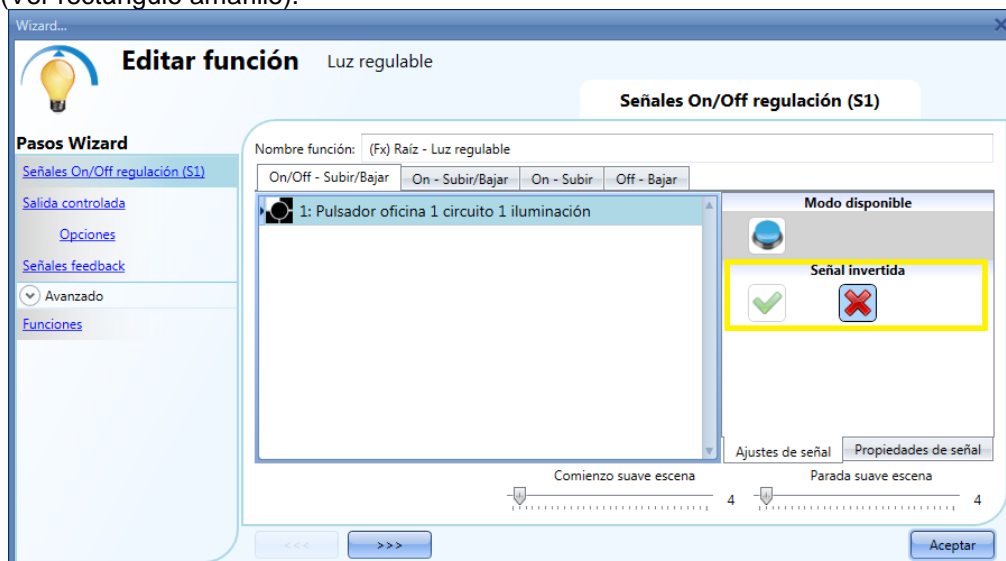 (ver rectángulo amarillo).
Wizard...
Editar función Luz regulable
Señales On/Off regulación (S1)
Pasos Wizard
Señales On/Off regulación (S1)
Salida controlada
Opciones
Señales feedback
Avanzado
Funciones
Nombre función: (Fx) Raíz - Luz regulable
On/Off - Subir/Bajar On - Subir/Bajar On - Subir Off - Bajar
1: Pulsador oficina 1 circuito 1 iluminación
Modo disponible
Señal invertida
Ajustes de señal Propiedades de señal
Comienzo suave escena 4
Parada suave escena 4
<<< >>> Aceptar